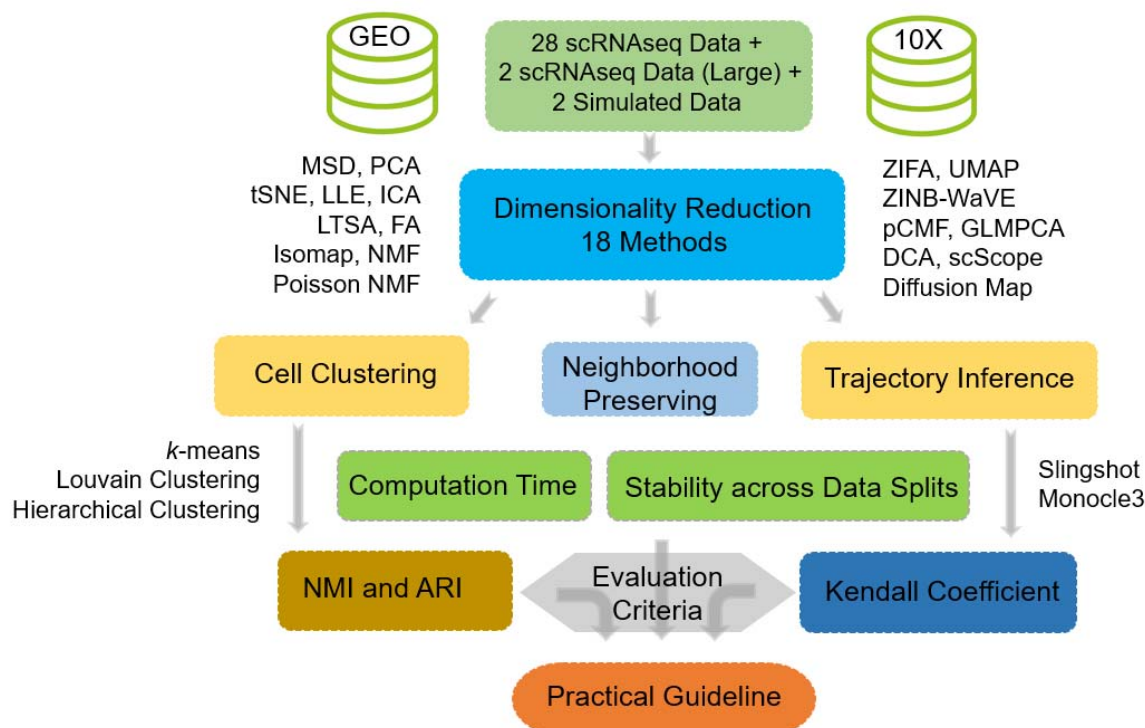 GEO
28 scRNAseq Data +
2 scRNAseq Data (Large) +
2 Simulated Data
10X
MSD, PCA
tSNE, LLE, ICA
LTSA, FA
Isomap, NMF
Poisson NMF
Dimensionality Reduction
18 Methods
ZIFA, UMAP
ZINB-WaVE
pCMF, GLMPCA
DCA, scScope
Diffusion Map
Cell Clustering
Neighborhood
Preserving
Trajectory Inference
k-means
Louvain Clustering
Hierarchical Clustering
Computation Time
Stability across Data Splits
Slingshot
Monocle3
NMI and ARI
Evaluation
Criteria
Kendall Coefficient
Practical Guideline